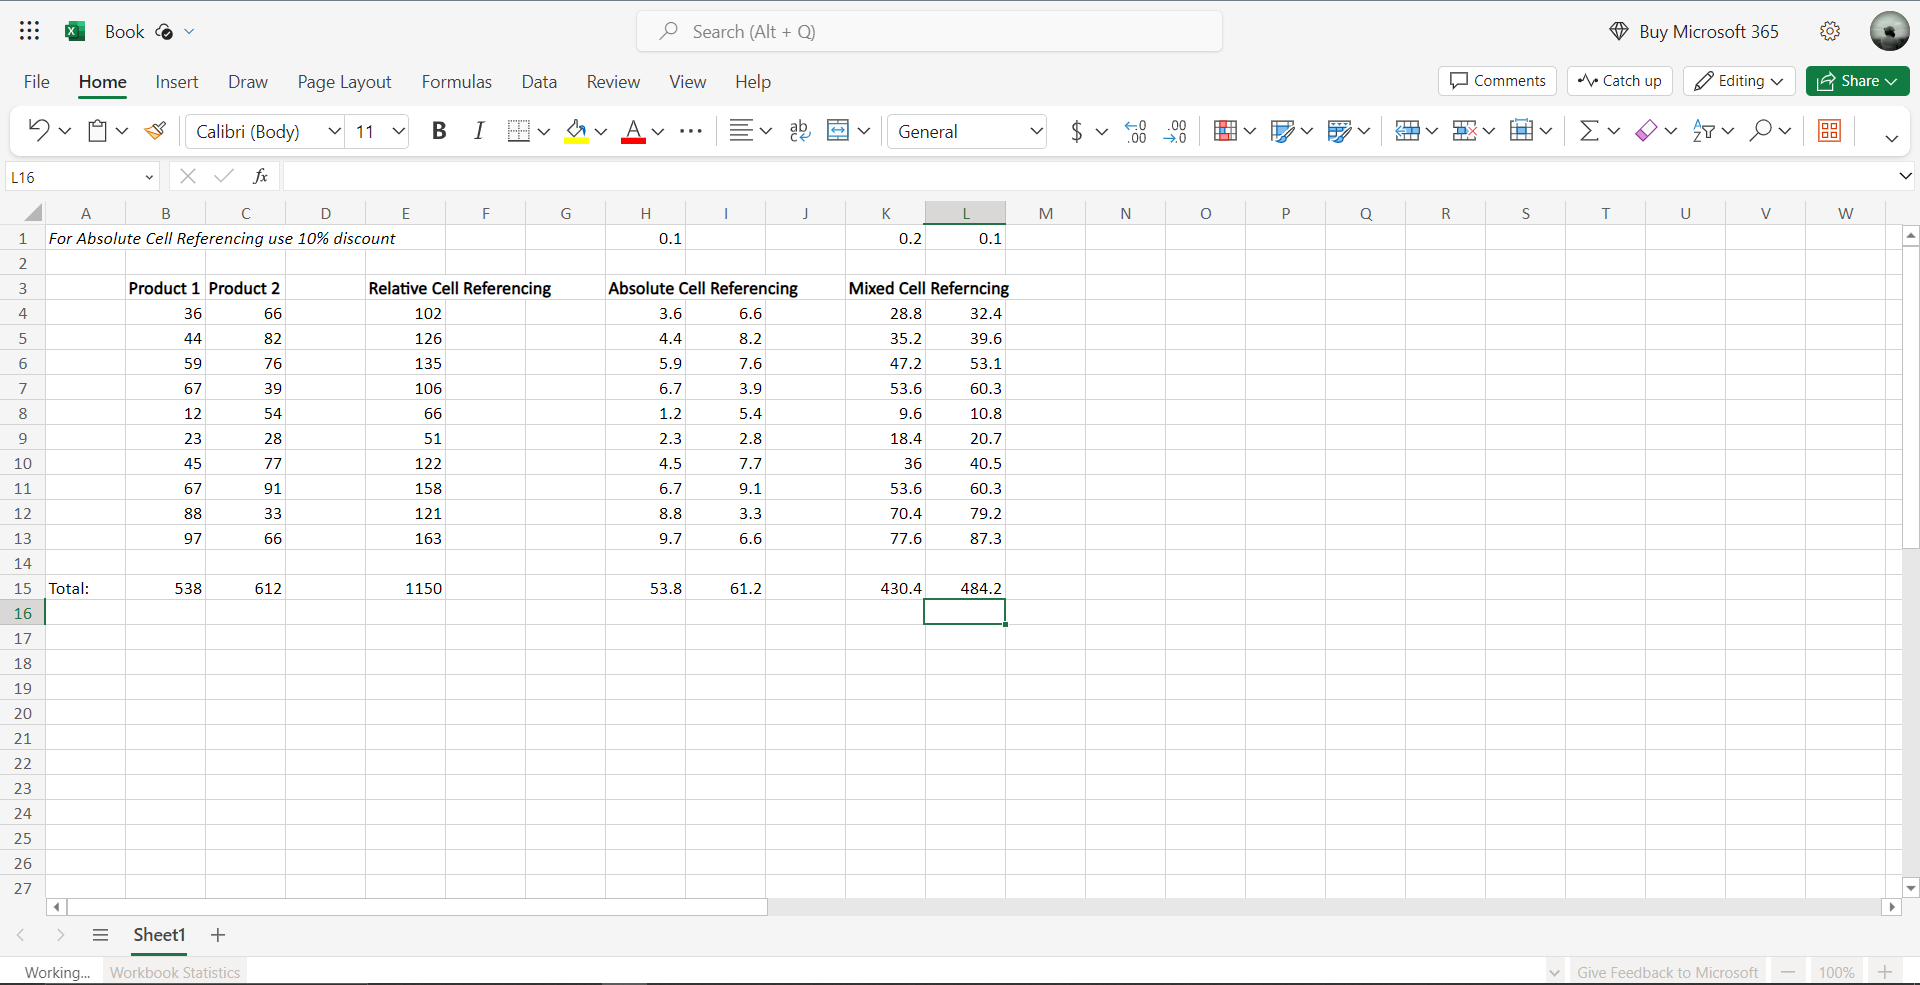 Book
Search (Alt + Q)
Buy Microsoft 365
File Home Insert Draw Page Layout Formulas Data Review View Help
Comments Catch up Editing Share
Calibri (Body) 11 B I A ab c General $ .0 .00 .00 .0
L16 fx
A B C D E F G H I J K L M N O P Q R S T U V W
1 For Absolute Cell Referencing use 10% discount 0.1 0.2 0.1
2
3 Product 1 Product 2 Relative Cell Referencing Absolute Cell Referencing Mixed Cell Referncing
4 36 66 102 3.6 6.6 28.8 32.4
5 44 82 126 4.4 8.2 35.2 39.6
6 59 76 135 5.9 7.6 47.2 53.1
7 67 39 106 6.7 3.9 53.6 60.3
8 12 54 66 1.2 5.4 9.6 10.8
9 23 28 51 2.3 2.8 18.4 20.7
10 45 77 122 4.5 7.7 36 40.5
11 67 91 158 6.7 9.1 53.6 60.3
12 88 33 121 8.8 3.3 70.4 79.2
13 97 66 163 9.7 6.6 77.6 87.3
14
15 Total: 538 612 1150 53.8 61.2 430.4 484.2
16
17
18
19
20
21
22
23
24
25
26
27
Sheet1
Working... Workbook Statistics Give Feedback to Microsoft 100%